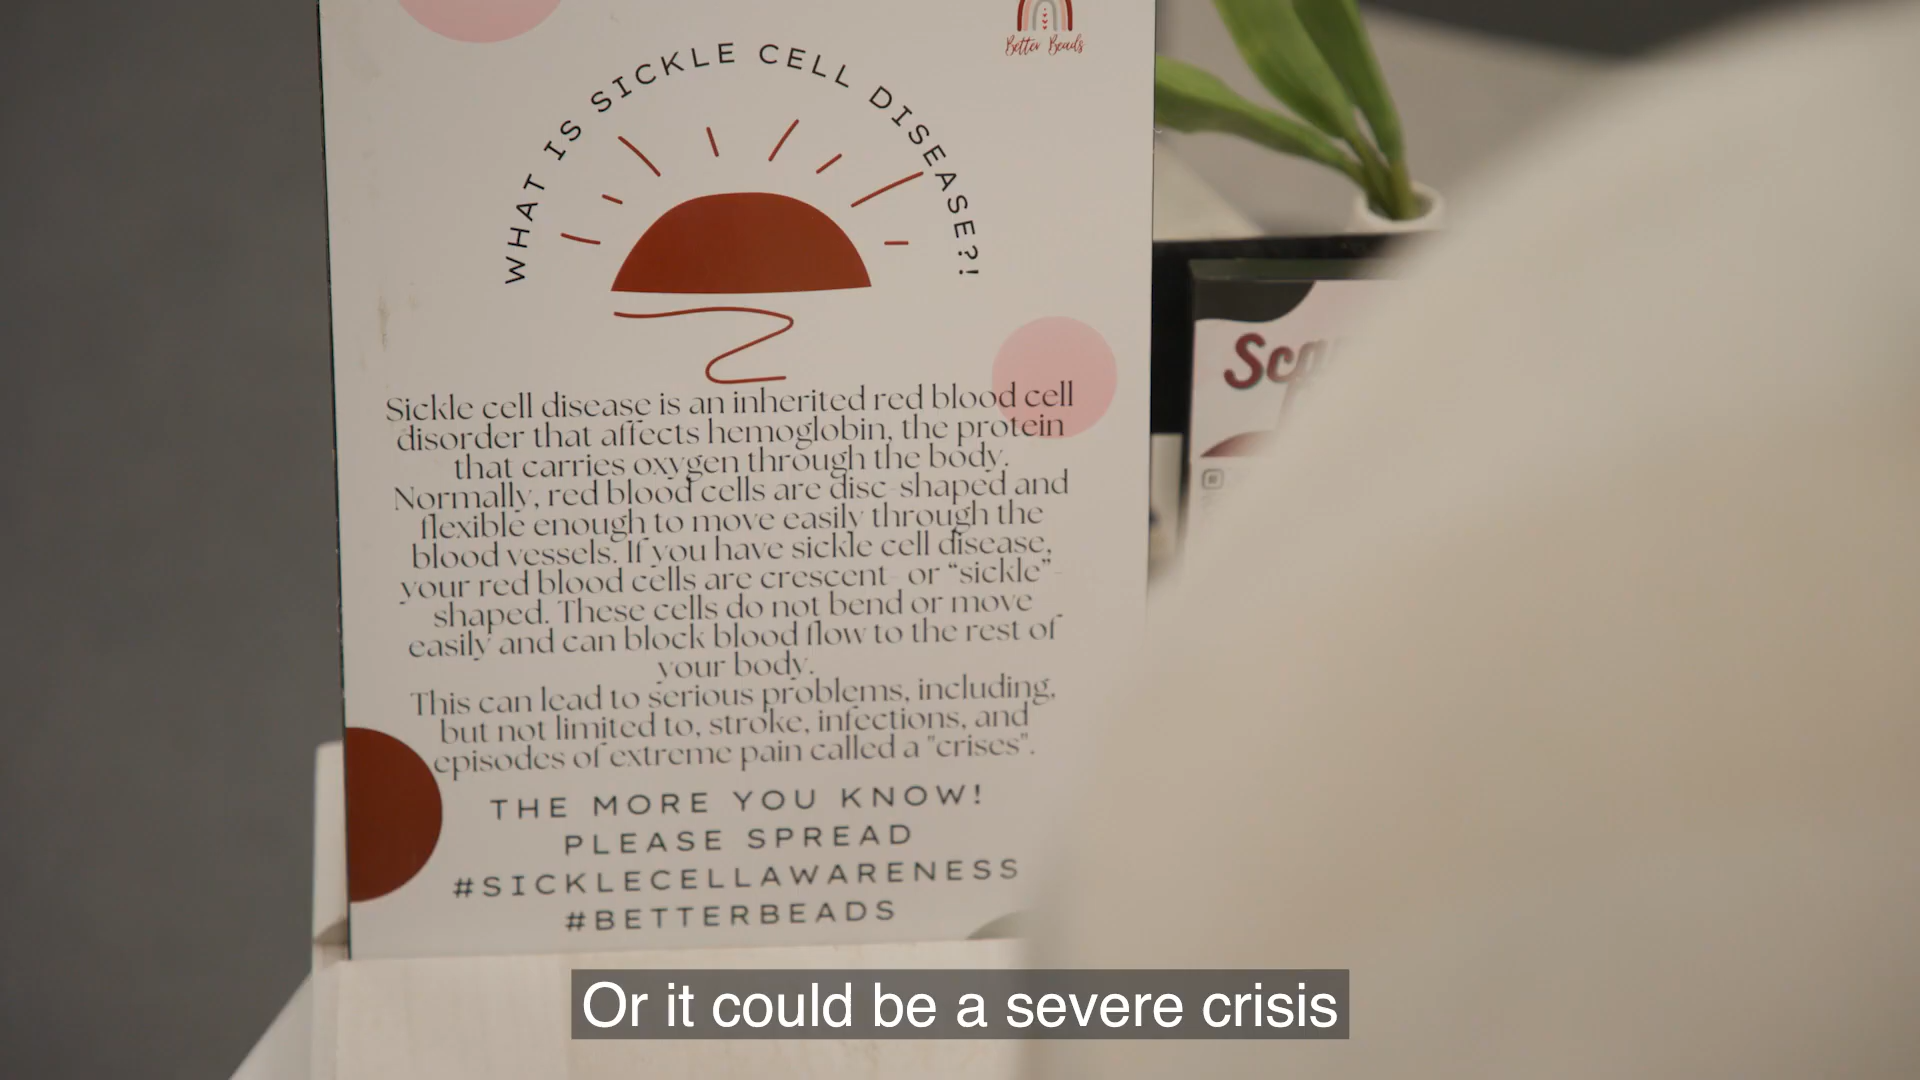 Better Beads
WHAT IS SICKLE CELL DISEASE?!
Sickle cell disease is an inherited red blood cell
disorder that affects hemoglobin, the protein
that carries oxygen through the body.
Normally, red blood cells are disc-shaped and
flexible enough to move easily through the
blood vessels. If you have sickle cell disease,
your red blood cells are crescent- or “sickle”-
shaped. These cells do not bend or move
easily and can block blood flow to the rest of
your body.
This can lead to serious problems, including,
but not limited to, stroke, infections, and
episodes of extreme pain called a "crises".
THE MORE YOU KNOW!
PLEASE SPREAD
#SICKLECELLAWARENESS
#BETTERBEADS
Or it could be a severe crisis